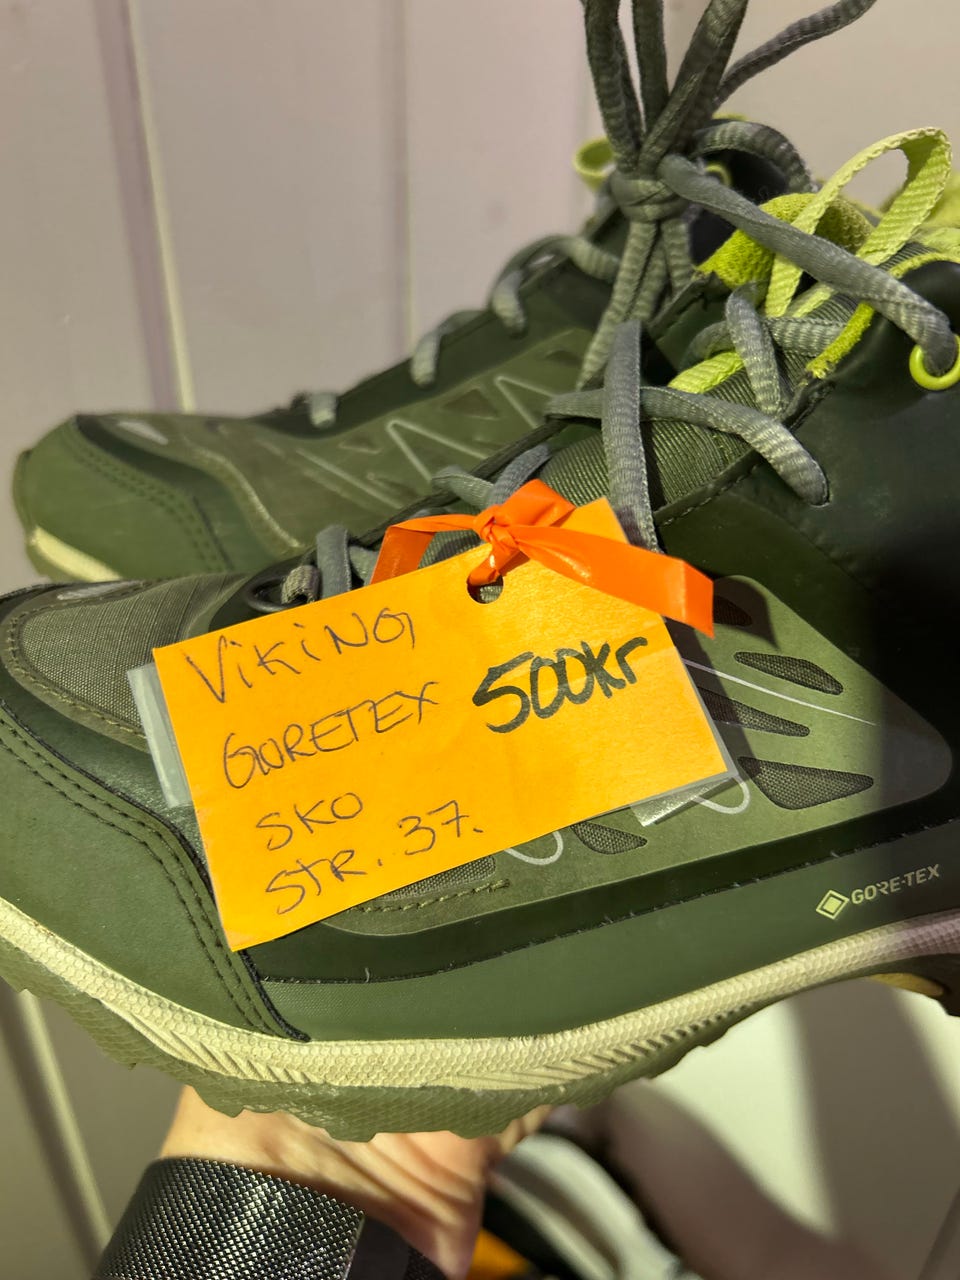 ViKiNG
GORETEX 500kr
SKO
STR. 37.
GORE-TEX